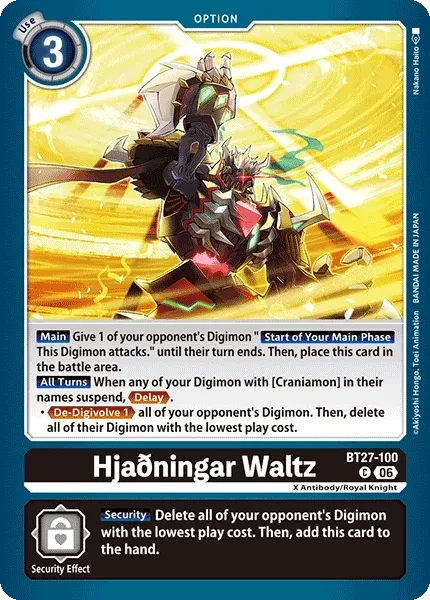 OPTION
Use
3
Nakano Haito
Main Give 1 of your opponent's Digimon " Start of Your Main Phase
This Digimon attacks." until their turn ends. Then, place this card in
the battle area.
All Turns When any of your Digimon with [Craniamon] in their
names suspend, Delay.
・De-Digivolve 1 all of your opponent's Digimon. Then, delete
all of their Digimon with the lowest play cost.
©Akiyoshi Hongo, Toei Animation BANDAI MADE IN JAPAN
Hjaðningar Waltz
BT27-100
C 06
X Antibody/Royal Knight
Security Delete all of your opponent's Digimon
with the lowest play cost. Then, add this card to
the hand.
Security Effect